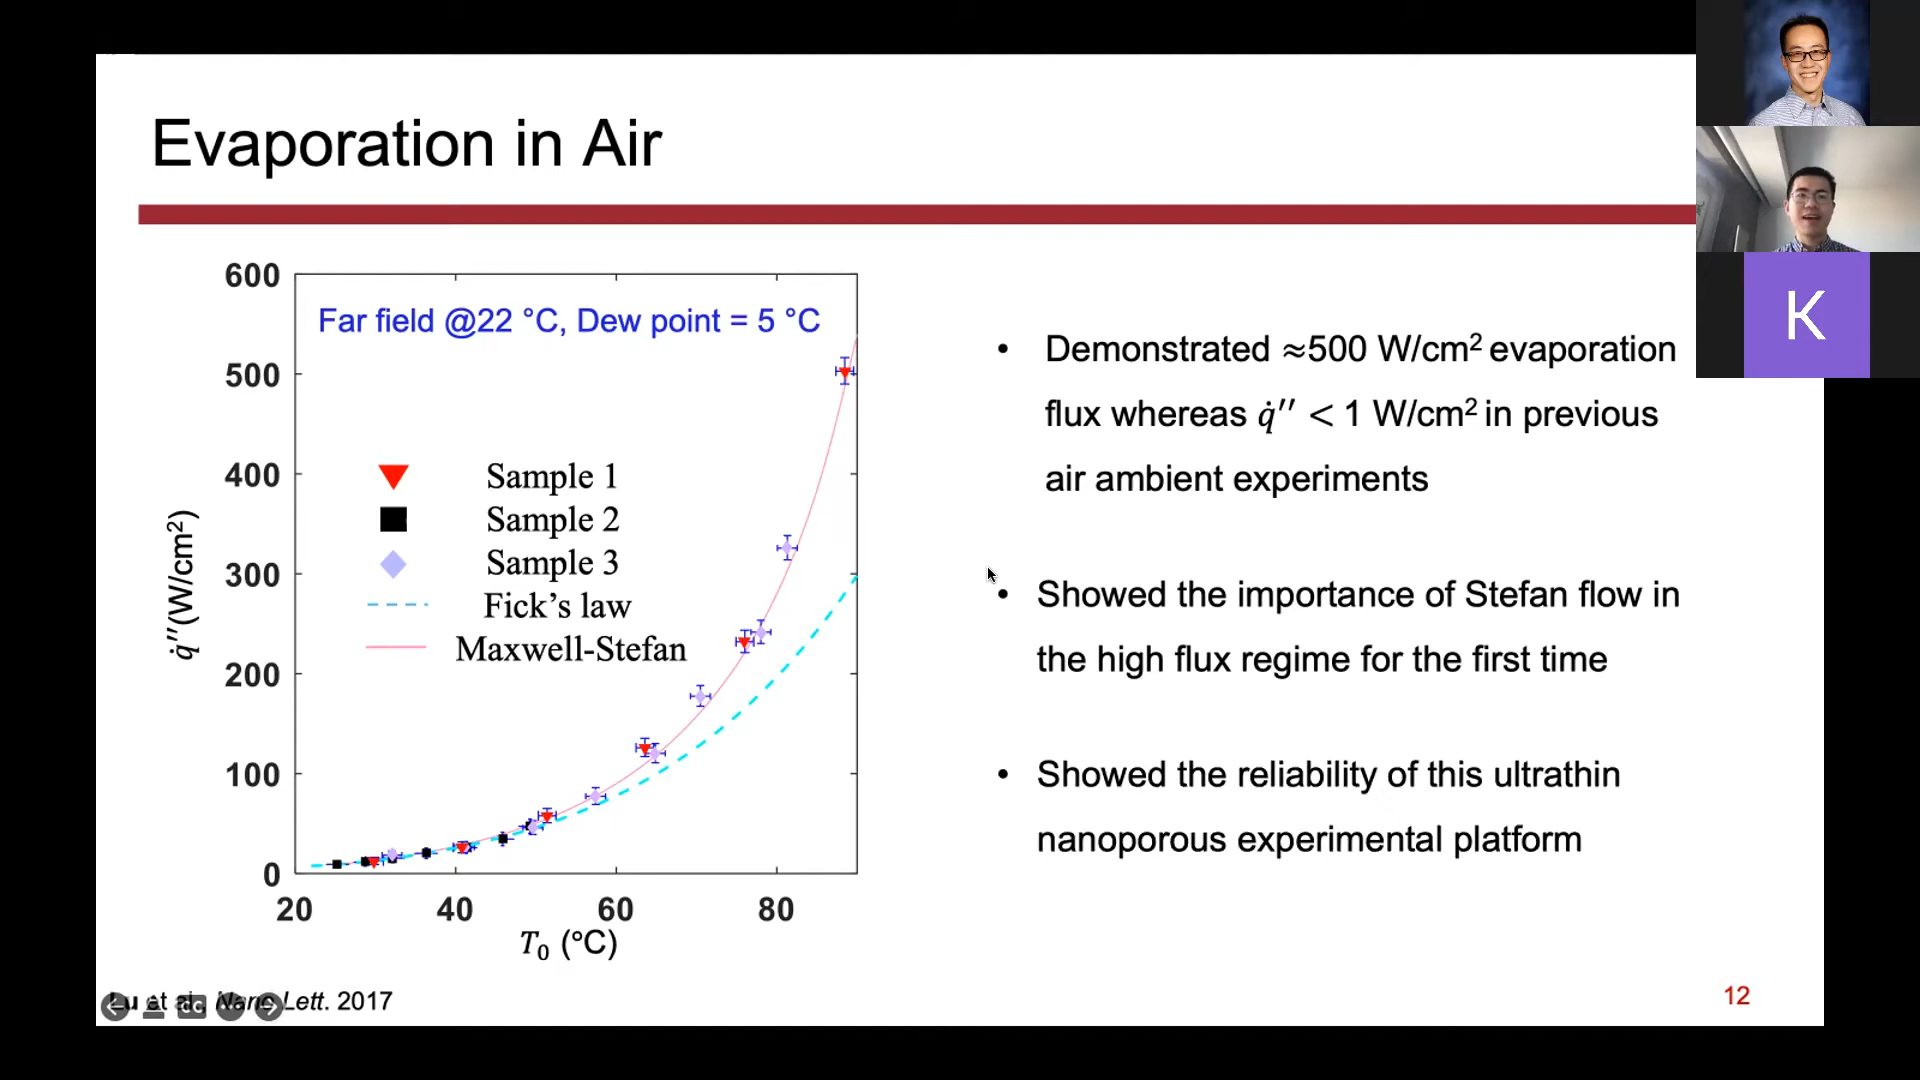 Evaporation in Air
600
500
400
300
200
100
0
20 40 60 80
Far field @22 °C, Dew point = 5 °C
Sample 1
Sample 2
Sample 3
Fick's law
Maxwell-Stefan
q̇′′(W/cm²)
T₀ (°C)
• Demonstrated ≈500 W/cm² evaporation
flux whereas q̇′′ < 1 W/cm² in previous
air ambient experiments
• Showed the importance of Stefan flow in
the high flux regime for the first time
• Showed the reliability of this ultrathin
nanoporous experimental platform
Lu et al, Nano Lett. 2017
CC
12
K